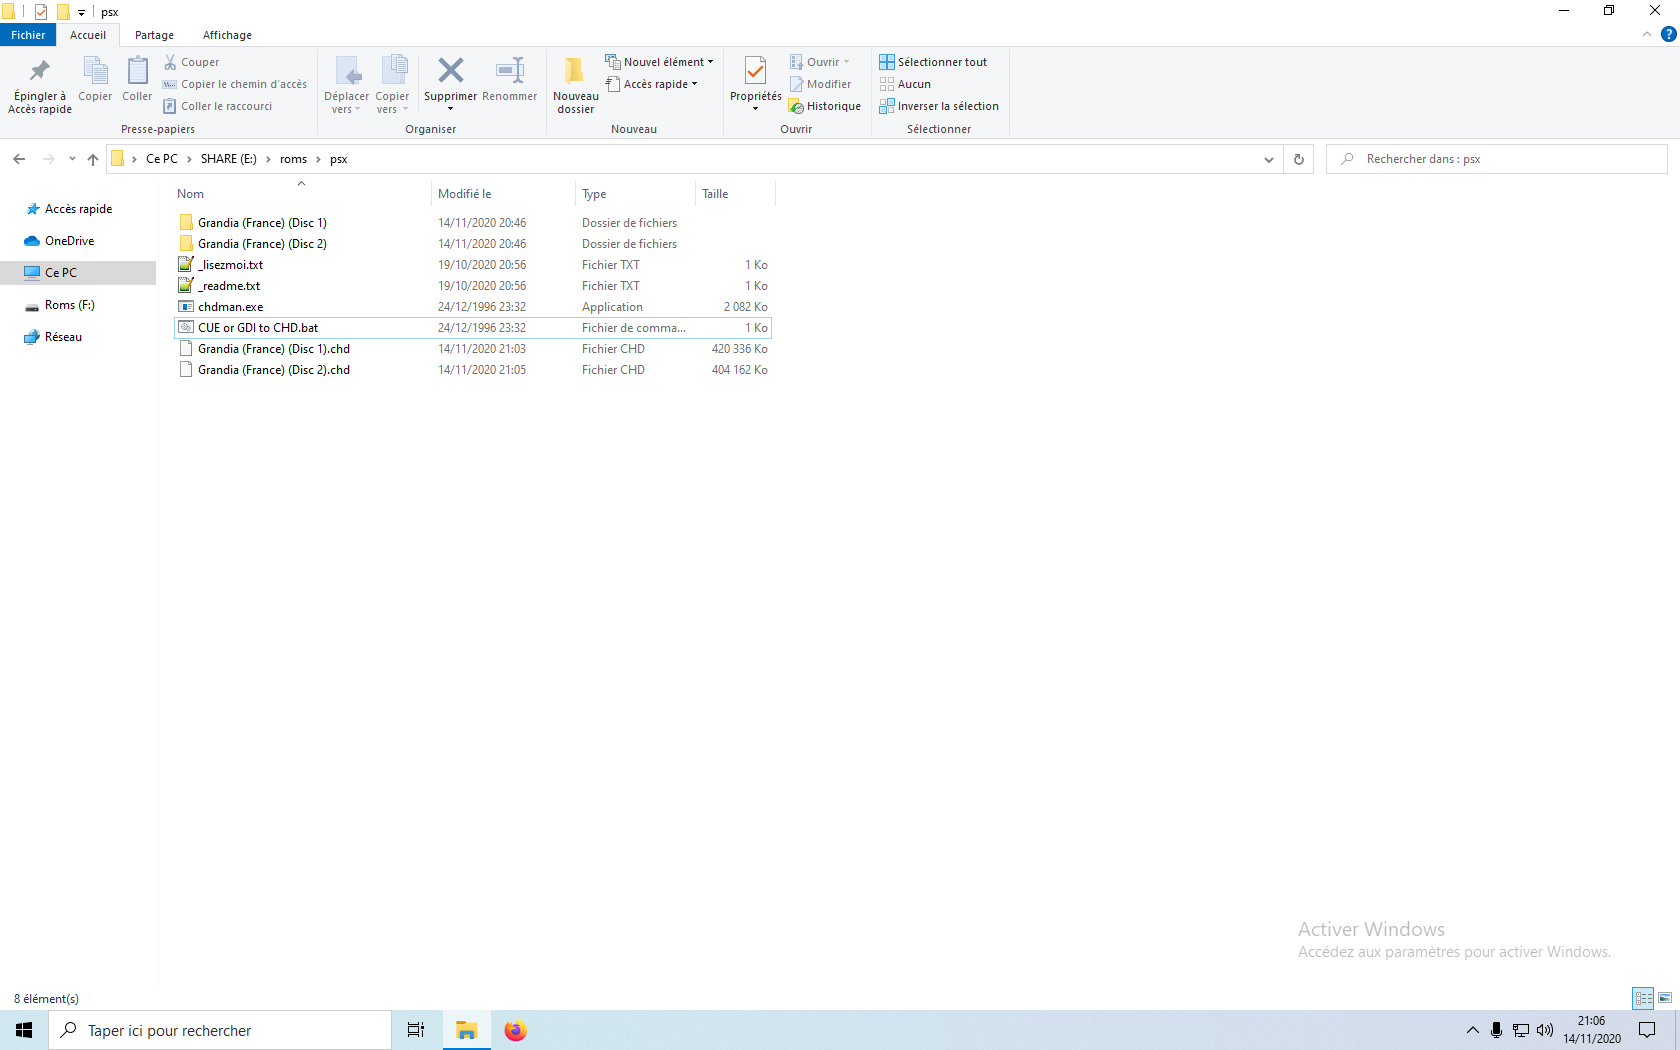 psx
Fichier Accueil Partage Affichage
Épingler à Accès rapide
Copier
Coller
Couper
Copier le chemin d'accès
Coller le raccourci
Presse-papiers
Déplacer vers
Copier vers
Supprimer
Renommer
Organiser
Nouveau dossier
Nouvel élément
Accès rapide
Nouveau
Propriétés
Ouvrir
Modifier
Historique
Ouvrir
Sélectionner tout
Aucun
Inverser la sélection
Sélectionner
Ce PC > SHARE (E:) > roms > psx
Rechercher dans : psx
Accès rapide
OneDrive
Ce PC
Roms (F:)
Réseau
Nom Modifié le Type Taille
Grandia (France) (Disc 1) 14/11/2020 20:46 Dossier de fichiers
Grandia (France) (Disc 2) 14/11/2020 20:46 Dossier de fichiers
_lisezmoi.txt 19/10/2020 20:56 Fichier TXT 1 Ko
_readme.txt 19/10/2020 20:56 Fichier TXT 1 Ko
chdman.exe 24/12/1996 23:32 Application 2 082 Ko
CUE or GDI to CHD.bat 24/12/1996 23:32 Fichier de comma... 1 Ko
Grandia (France) (Disc 1).chd 14/11/2020 21:03 Fichier CHD 420 336 Ko
Grandia (France) (Disc 2).chd 14/11/2020 21:05 Fichier CHD 404 162 Ko
Activer Windows
Accédez aux paramètres pour activer Windows.
8 élément(s)
Taper ici pour rechercher
21:06
14/11/2020